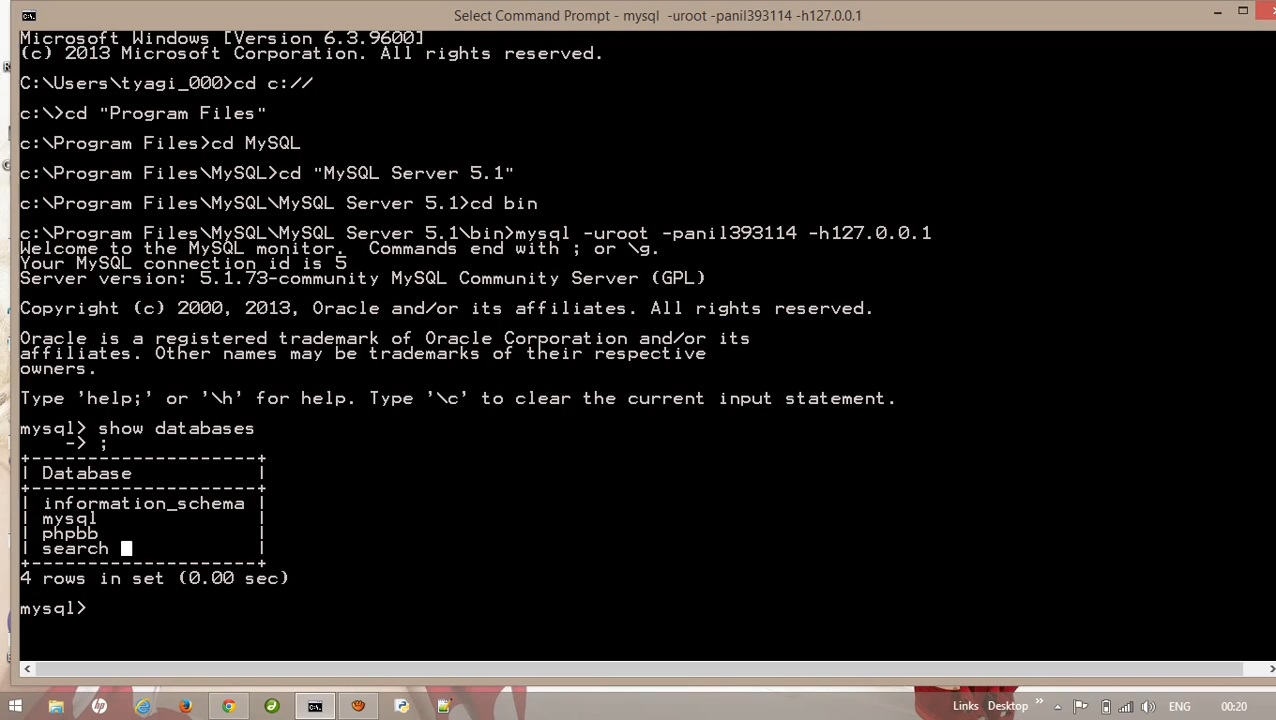 Select Command Prompt - mysql  -uroot -panil393114 -h127.0.0.1
Microsoft Windows [Version 6.3.9600]
(c) 2013 Microsoft Corporation. All rights reserved.
C:\Users\tyagi_000>cd c://
c:\>cd "Program Files"
c:\Program Files>cd MySQL
c:\Program Files\MySQL>cd "MySQL Server 5.1"
c:\Program Files\MySQL\MySQL Server 5.1>cd bin
c:\Program Files\MySQL\MySQL Server 5.1\bin>mysql -uroot -panil393114 -h127.0.0.1
Welcome to the MySQL monitor.  Commands end with ; or \g.
Your MySQL connection id is 5
Server version: 5.1.73-community MySQL Community Server (GPL)
Copyright (c) 2000, 2013, Oracle and/or its affiliates. All rights reserved.
Oracle is a registered trademark of Oracle Corporation and/or its
affiliates. Other names may be trademarks of their respective
owners.
Type 'help;' or '\h' for help. Type '\c' to clear the current input statement.
mysql> show databases
    -> ;
+--------------------+
| Database           |
+--------------------+
| information_schema |
| mysql              |
| phpbb              |
| search             |
+--------------------+
4 rows in set (0.00 sec)
mysql>
Links Desktop ENG 00:20